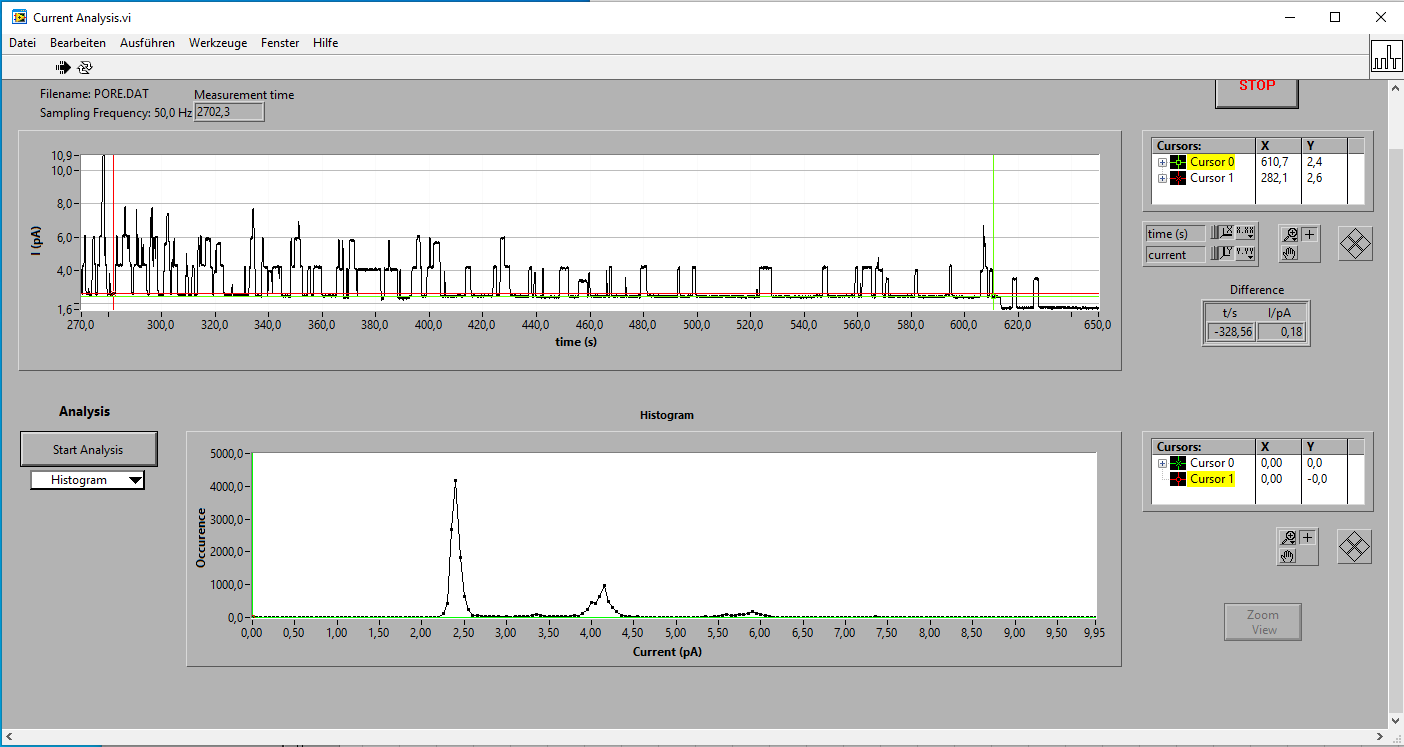 Current Analysis.vi
Datei Bearbeiten Ausführen Werkzeuge Fenster Hilfe
Filename: PORE.DAT
Measurement time
Sampling Frequency: 50,0 Hz
2702,3
STOP
I (pA)
10,9
10,0
8,0
6,0
4,0
1,6
270,0 300,0 320,0 340,0 360,0 380,0 400,0 420,0 440,0 460,0 480,0 500,0 520,0 540,0 560,0 580,0 600,0 620,0 650,0
time (s)
Cursors: X Y
Cursor 0 610,7 2,4
Cursor 1 282,1 2,6
time (s) X X.XX
current Y Y.YY
Difference
t/s I/pA
-328,56 0,18
Analysis
Start Analysis
Histogram
Histogram
Occurence
5000,0
4000,0
3000,0
2000,0
1000,0
0,0
0,00 0,50 1,00 1,50 2,00 2,50 3,00 3,50 4,00 4,50 5,00 5,50 6,00 6,50 7,00 7,50 8,00 8,50 9,00 9,50 9,95
Current (pA)
Cursors: X Y
Cursor 0 0,00 0,0
Cursor 1 0,00 -0,0
Zoom
View